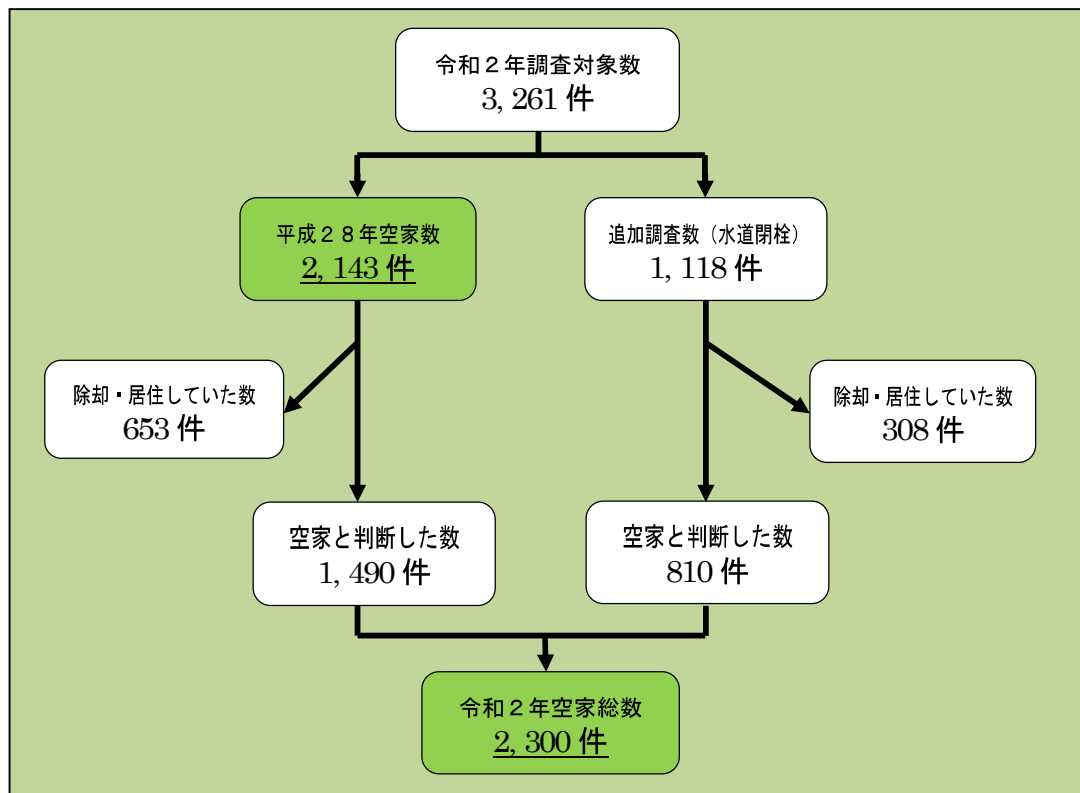 令和２年調査対象数
3, 261 件
平成２８年空家数
2, 143 件
追加調査数（水道閉栓）
1, 118 件
除却・居住していた数
653 件
除却・居住していた数
308 件
空家と判断した数
1, 490 件
空家と判断した数
810 件
令和２年空家総数
2, 300 件